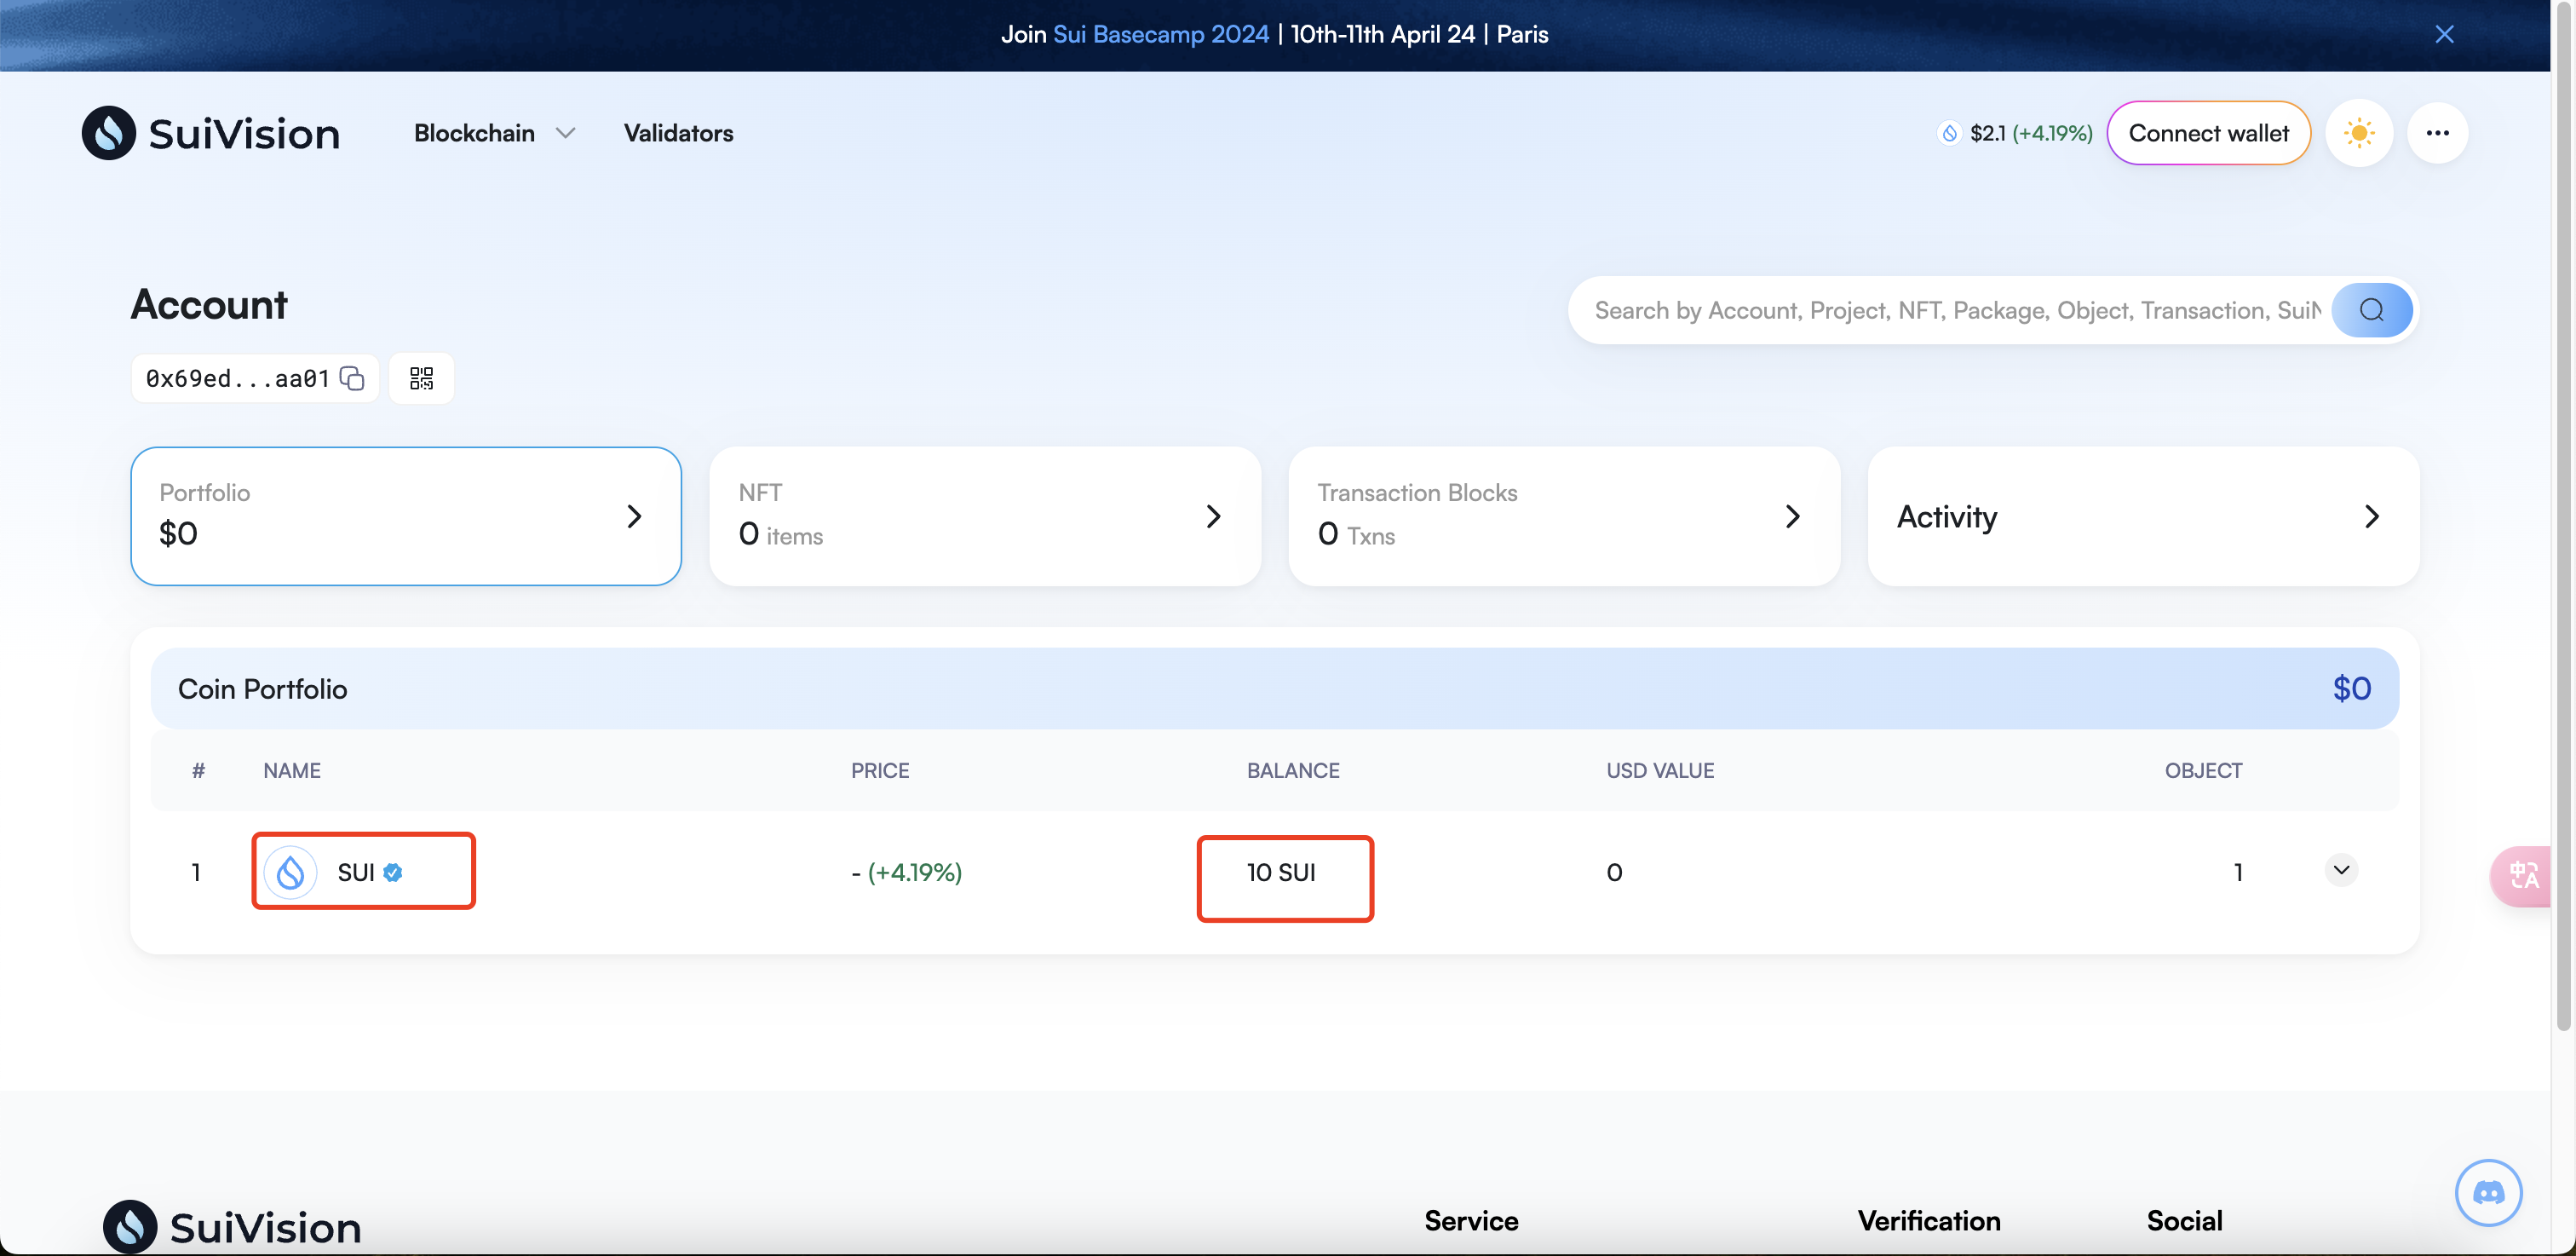 Join Sui Basecamp 2024 | 10th-11th April 24 | Paris
SuiVision
Blockchain
Validators
$2.1 (+4.19%)
Connect wallet
Account
Search by Account, Project, NFT, Package, Object, Transaction,
0x69ed...aa01
Portfolio
$0
NFT
0 items
Transaction Blocks
0 Txns
Activity
Coin Portfolio
$0
# NAME PRICE BALANCE USD VALUE OBJECT
1 SUI - (+4.19%) 10 SUI 0 1
中A
SuiVision
Service
Verification
Social